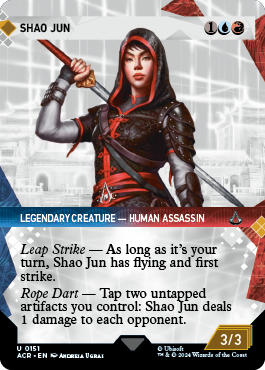 SHAO JUN
1
LEGENDARY CREATURE — HUMAN ASSASSIN
Leap Strike — As long as it's your
turn, Shao Jun has flying and first
strike.
Rope Dart — Tap two untapped
artifacts you control: Shao Jun deals
1 damage to each opponent.
3/3
U 0151
ACR • EN Andreia Ugrai
© Ubisoft
™ & © 2024 Wizards of the Coast